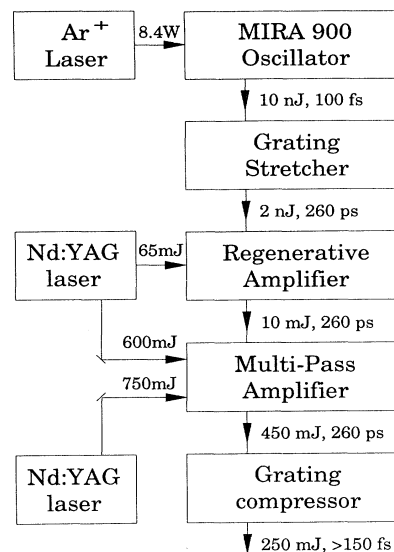 Ar+
Laser
8.4W
MIRA 900
Oscillator
10 nJ, 100 fs
Grating
Stretcher
2 nJ, 260 ps
Nd:YAG
laser
65mJ
Regenerative
Amplifier
10 mJ, 260 ps
600mJ
750mJ
Multi-Pass
Amplifier
450 mJ, 260 ps
Nd:YAG
laser
Grating
compressor
250 mJ, >150 fs